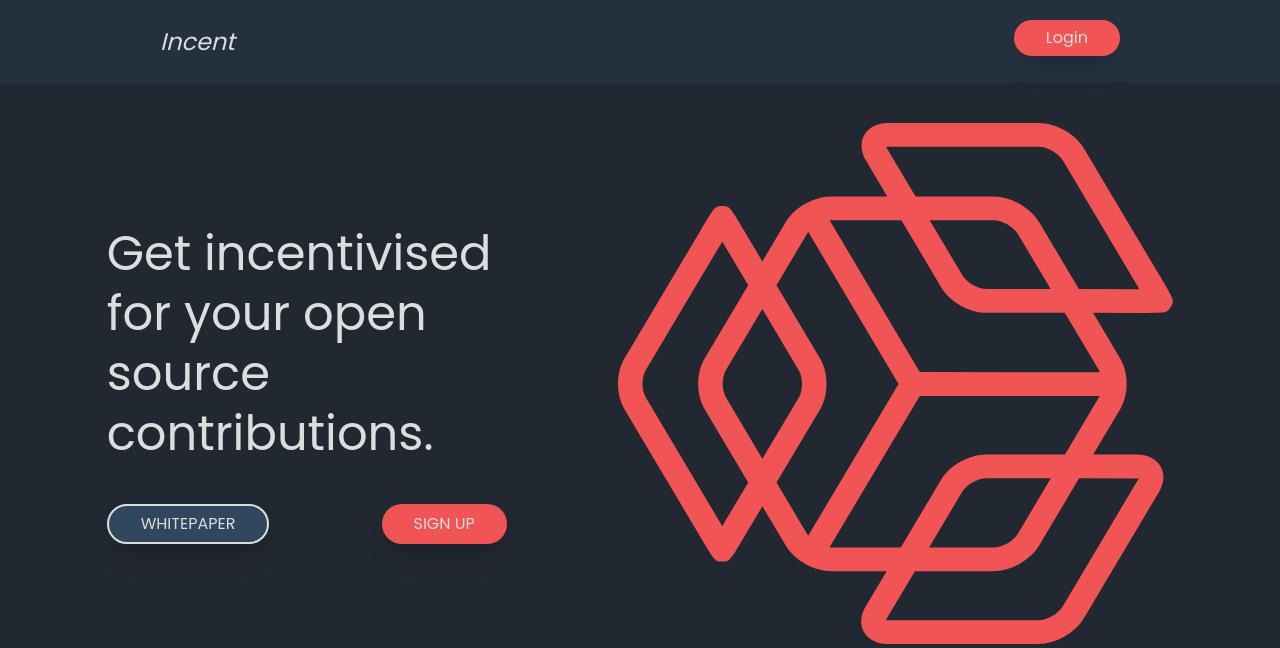 Incent
Login
Get incentivised
for your open
source
contributions.
WHITEPAPER
SIGN UP